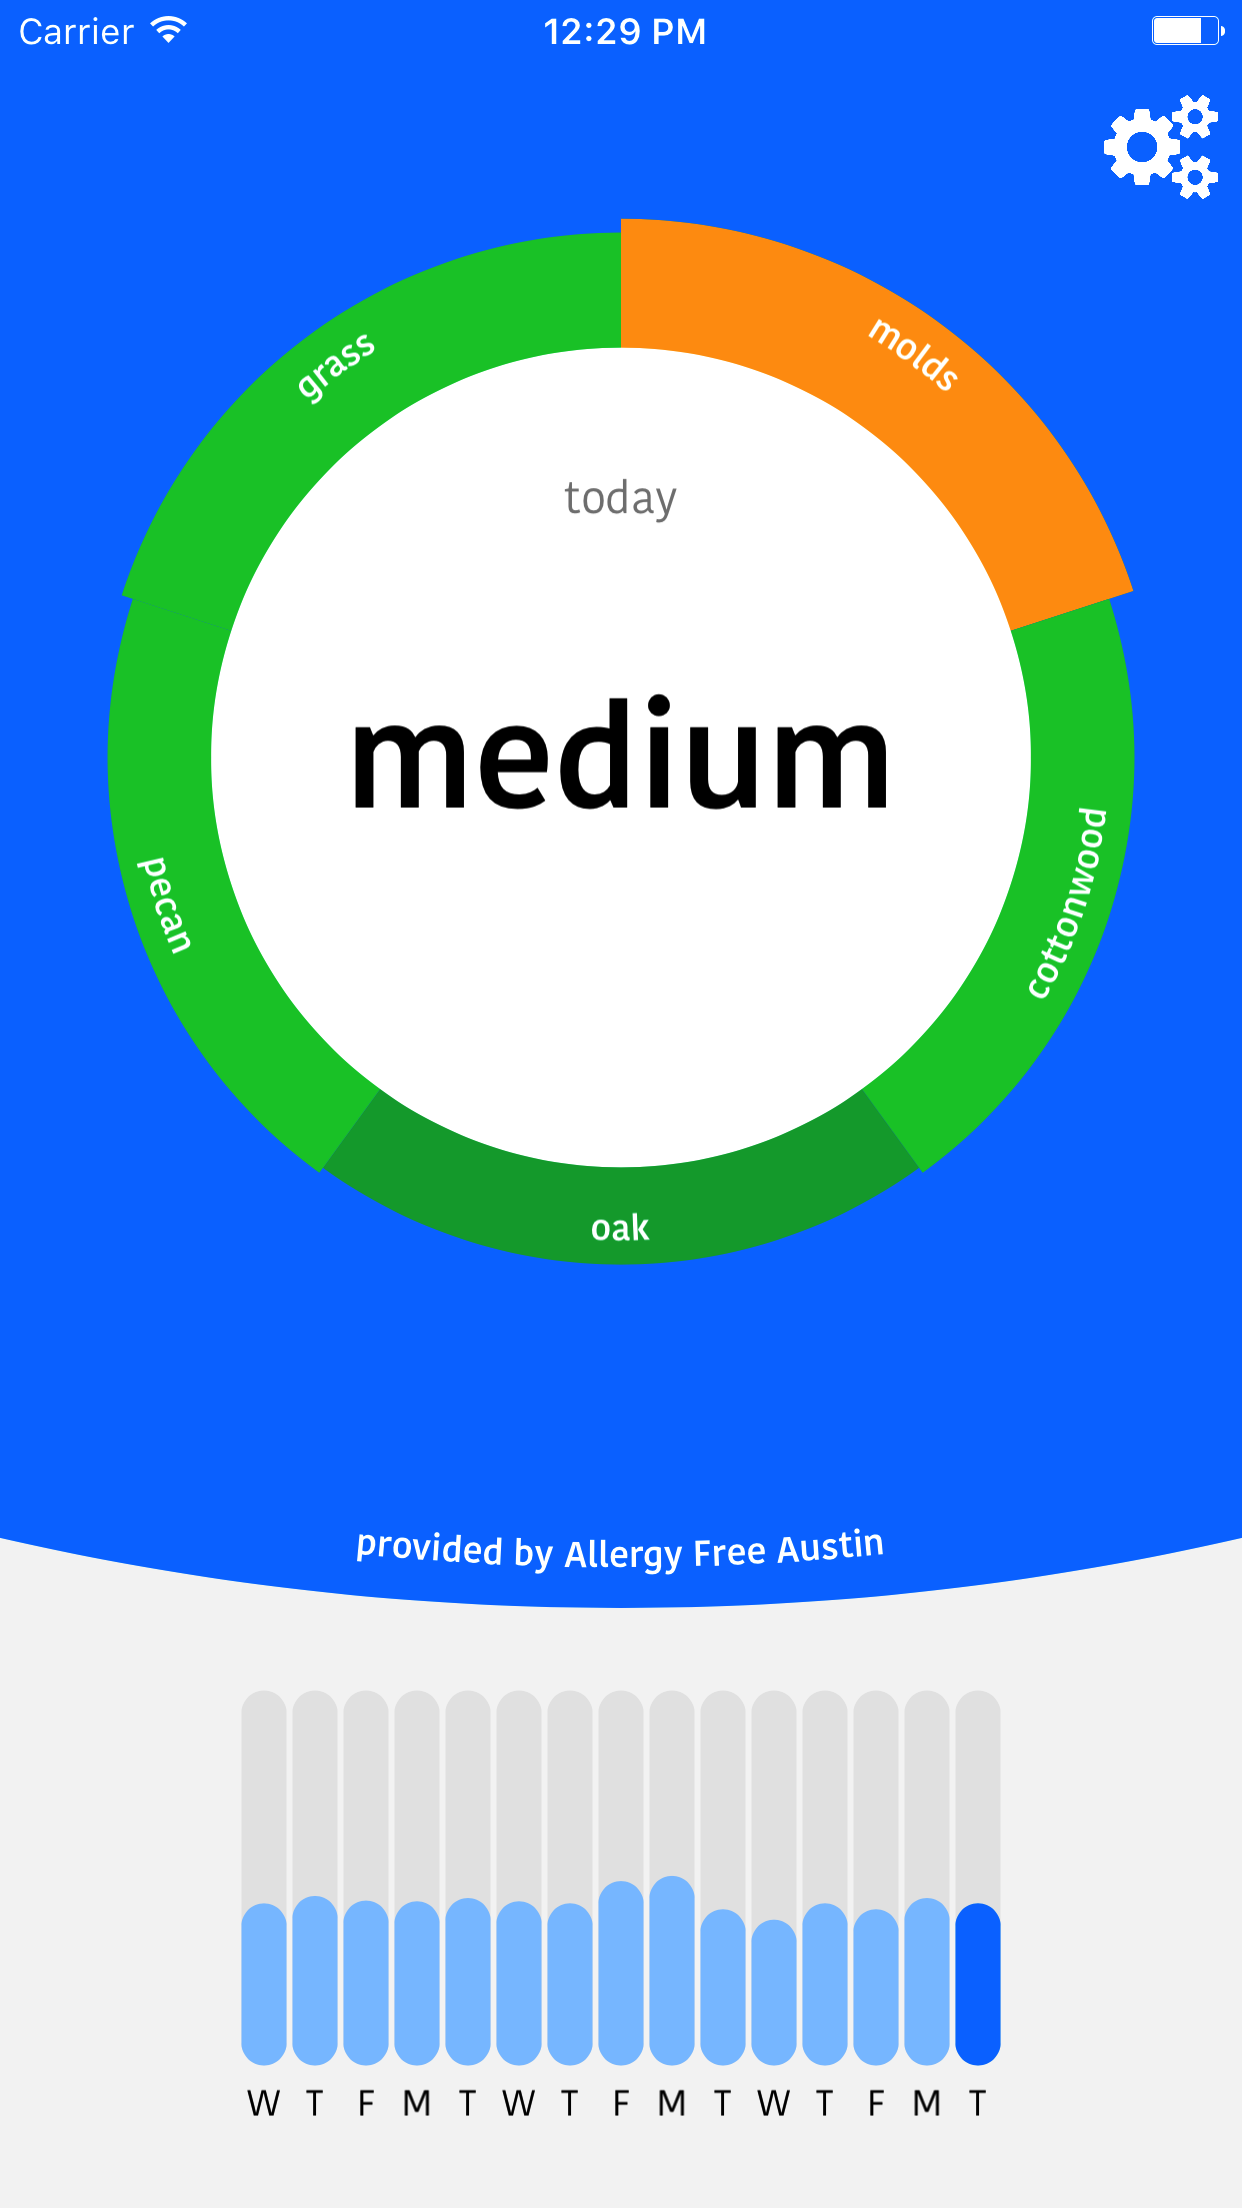 Carrier 12:29 PM
grass
molds
today
medium
pecan
cottonwood
oak
provided by Allergy Free Austin
W T F M T W T F M T W T F M T